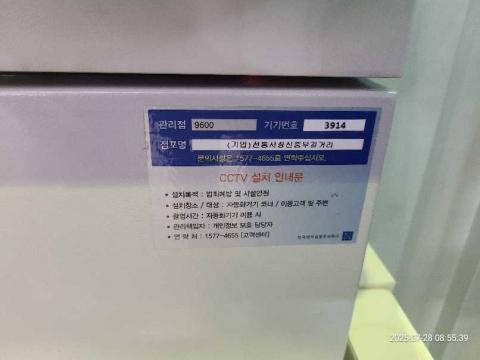 관리점 9600 기기번호 3914
점포명 (기업)선통사창신종부길거리
문의사항은 1577-4655로 연락주십시오.
CCTV 설치 안내문
• 설치목적 : 범죄예방 및 시설안전
• 설치장소 / 대상 : 자동화기기 코너 / 이용고객 및 주변
• 촬영시간 : 자동화기기 이용 시
• 관리책임자 : 개인정보 보호 담당자
• 연 락 처 : 1577-4655 [고객센터]
2025-07-28 08:55:39